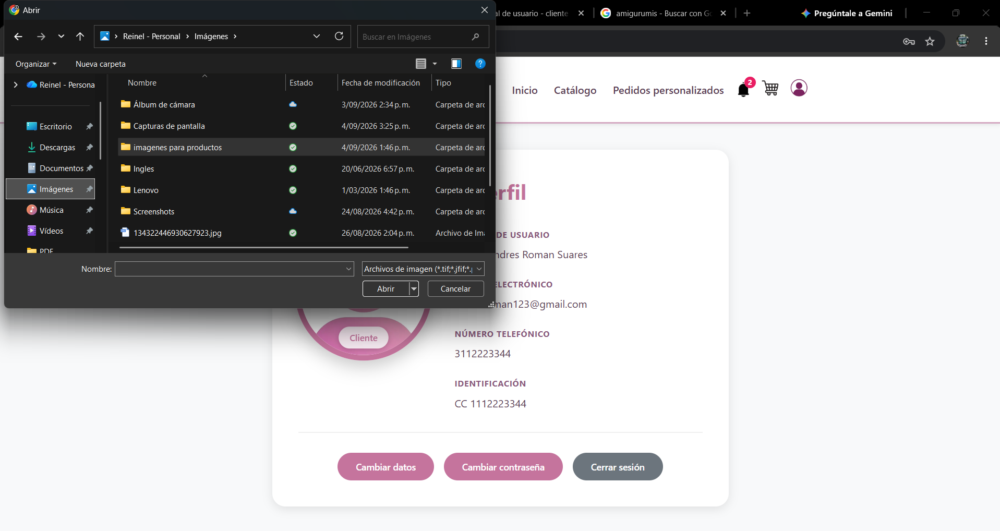 Abrir
al de usuario - cliente
amigurumis - Buscar con Go
Pregúntale a Gemini
Reinel - Personal
Imágenes
Buscar en Imágenes
Organizar
Nueva carpeta
Inicio
Catálogo
Pedidos personalizados
2
Reinel - Persona
Escritorio
Descargas
Documentos
Imágenes
Música
Vídeos
PDF
Nombre
Estado
Fecha de modificación
Tipo
Álbum de cámara
3/09/2026 2:34 p. m.
Carpeta de arc
Capturas de pantalla
4/09/2026 3:25 p. m.
Carpeta de arc
imagenes para productos
4/09/2026 1:46 p. m.
Carpeta de arc
Ingles
20/06/2026 6:57 p. m.
Carpeta de arc
Lenovo
1/03/2026 1:46 p. m.
Carpeta de arc
Screenshots
24/08/2026 4:42 p. m.
Carpeta de arc
134322446930627923.jpg
26/08/2026 2:04 p. m.
Archivo de Ima
Nombre:
Archivos de imagen (*.tif;*.jfif;*.p
Abrir
Cancelar
erfil
DE USUARIO
ndres Roman Suares
LECTRÓNICO
man123@gmail.com
NÚMERO TELEFÓNICO
3112223344
IDENTIFICACIÓN
CC 1112223344
Cliente
Cambiar datos
Cambiar contraseña
Cerrar sesión